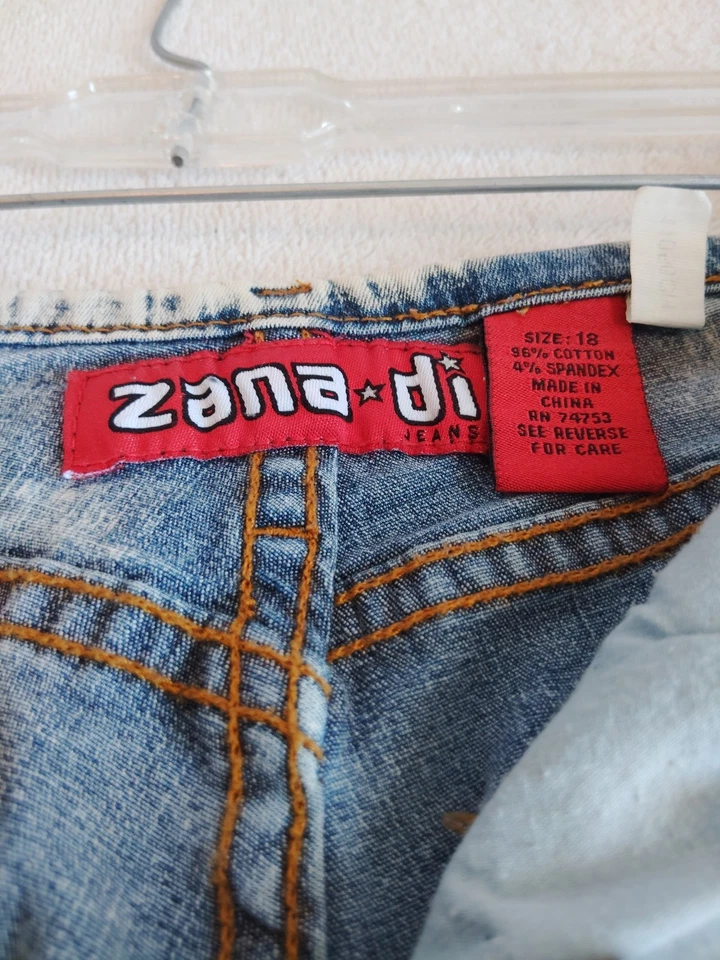 zana★di
JEANS
SIZE: 18
96% COTTON
4% SPANDEX
MADE IN
CHINA
RN 74753
SEE REVERSE
FOR CARE